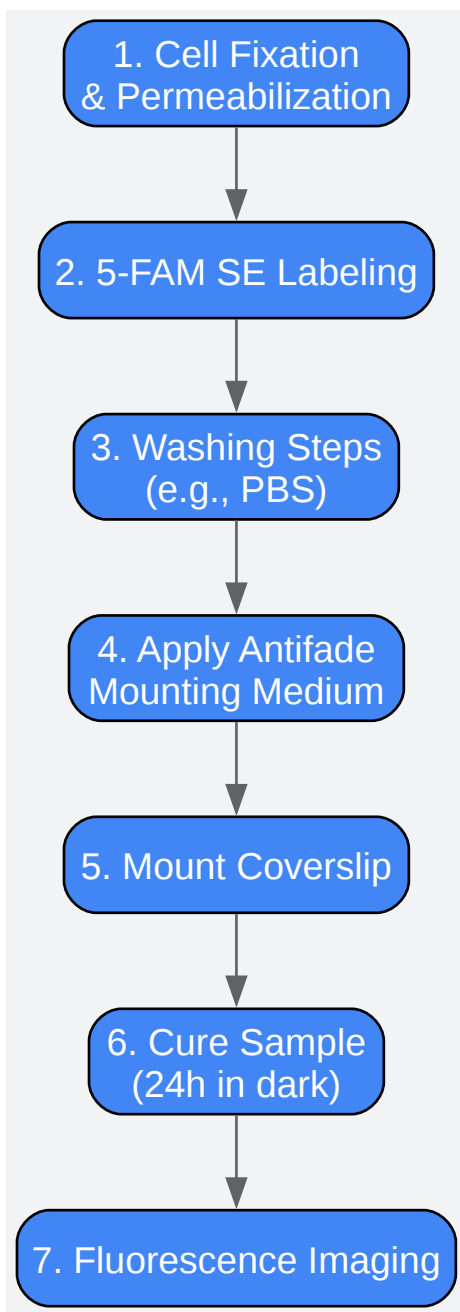 1. Cell Fixation
& Permeabilization
2. 5-FAM SE Labeling
3. Washing Steps
(e.g., PBS)
4. Apply Antifade
Mounting Medium
5. Mount Coverslip
6. Cure Sample
(24h in dark)
7. Fluorescence Imaging